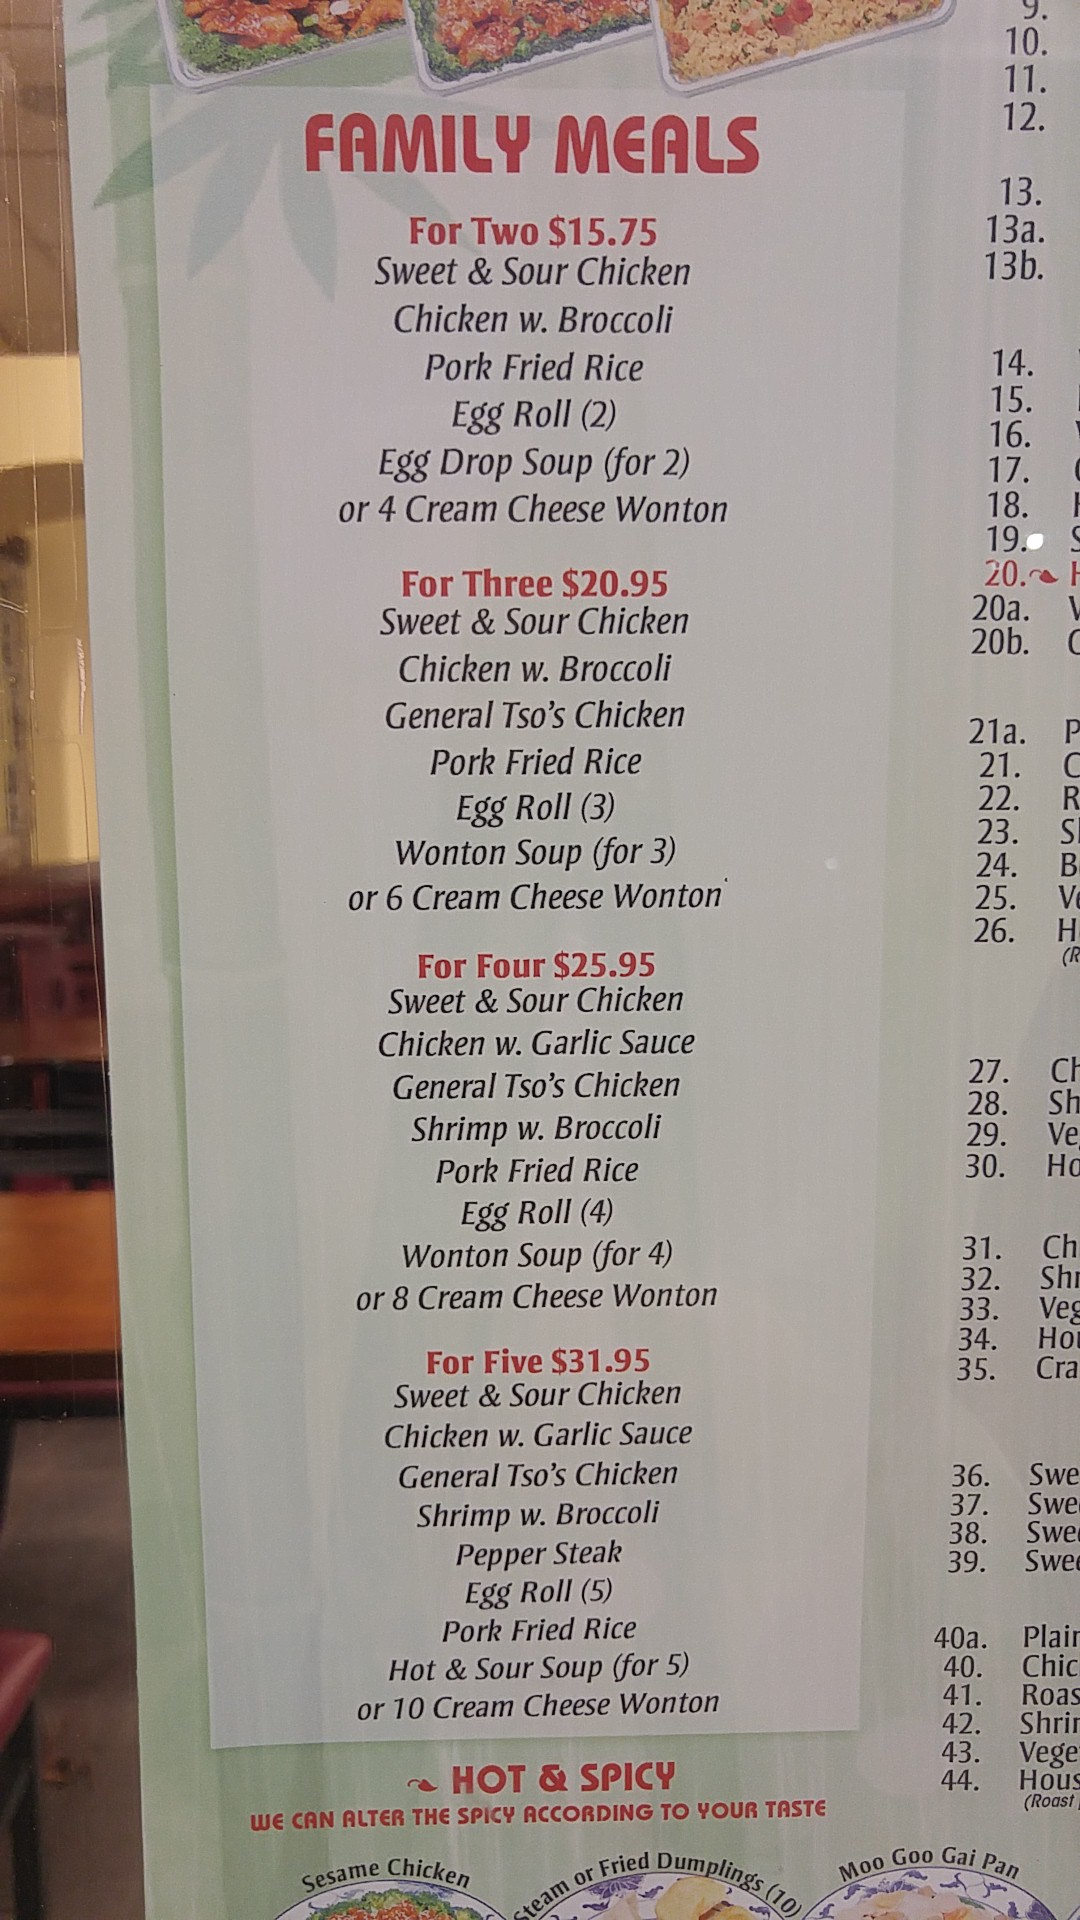 FAMILY MEALS
For Two $15.75
Sweet & Sour Chicken
Chicken w. Broccoli
Pork Fried Rice
Egg Roll (2)
Egg Drop Soup (for 2)
or 4 Cream Cheese Wonton
For Three $20.95
Sweet & Sour Chicken
Chicken w. Broccoli
General Tso's Chicken
Pork Fried Rice
Egg Roll (3)
Wonton Soup (for 3)
or 6 Cream Cheese Wonton
For Four $25.95
Sweet & Sour Chicken
Chicken w. Garlic Sauce
General Tso's Chicken
Shrimp w. Broccoli
Pork Fried Rice
Egg Roll (4)
Wonton Soup (for 4)
or 8 Cream Cheese Wonton
For Five $31.95
Sweet & Sour Chicken
Chicken w. Garlic Sauce
General Tso's Chicken
Shrimp w. Broccoli
Pepper Steak
Egg Roll (5)
Pork Fried Rice
Hot & Sour Soup (for 5)
or 10 Cream Cheese Wonton
HOT & SPICY
WE CAN ALTER THE SPICY ACCORDING TO YOUR TASTE
Sesame Chicken
Steam or Fried Dumplings (10)
Moo Goo Gai Pan
9.
10.
11.
12.
13.
13a.
13b.
14.
15.
16.
17.
18.
19.
20.
20a.
20b.
21a.
21.
22.
23.
24.
25.
26.
27.
28.
29.
30.
31.
32.
33.
34.
35.
36.
37.
38.
39.
40a.
40.
41.
42.
43.
44.
(Roast